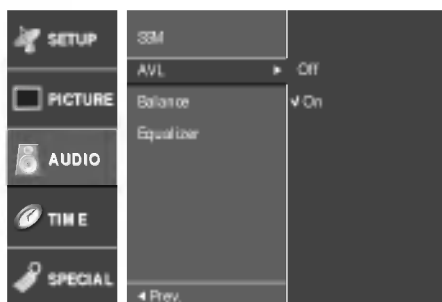 SETUP
PICTURE
AUDIO
TIME
SPECIAL
SSM
AVL ► Off
Balance √ On
Equalizer
◄ Prev.